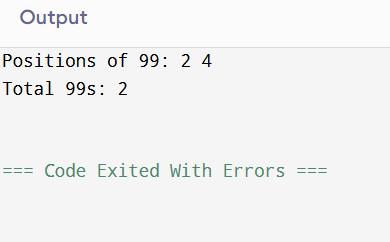 Output
Positions of 99: 2 4
Total 99s: 2
=== Code Exited With Errors ===